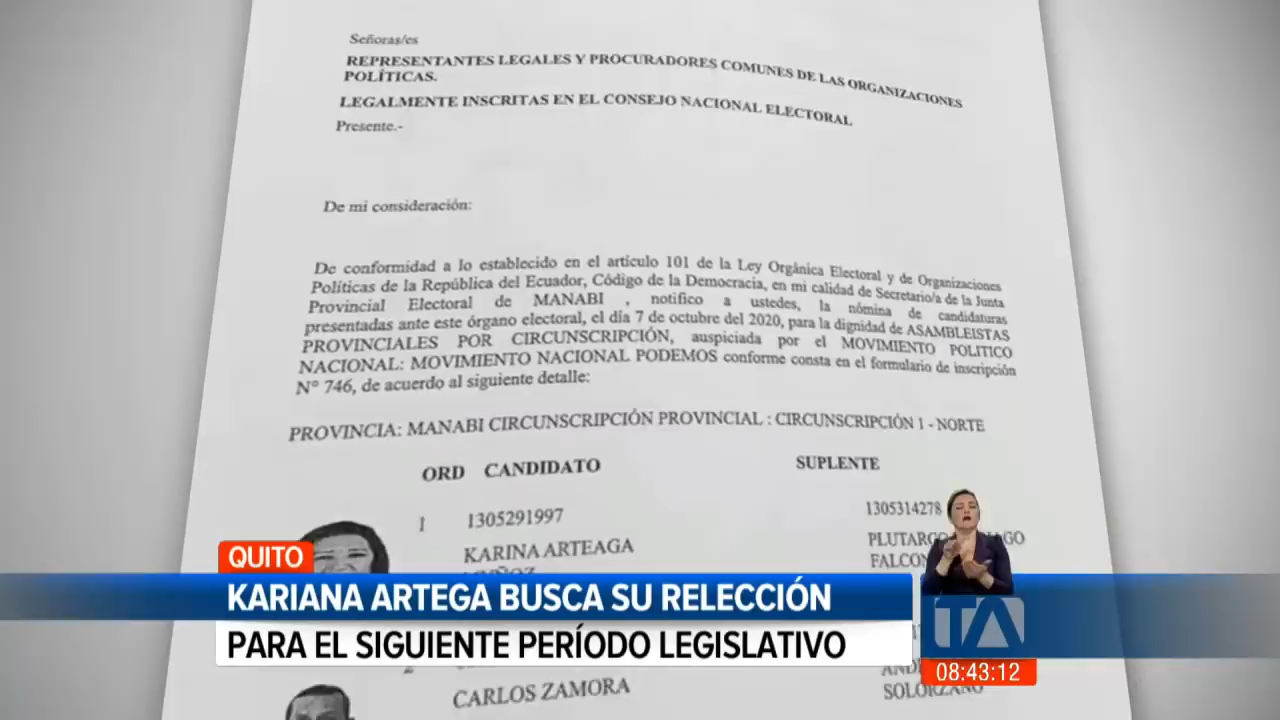 Señoras/es
REPRESENTANTES LEGALES Y PROCURADORES COMUNES DE LAS ORGANIZACIONES
POLÍTICAS.
LEGALMENTE INSCRITAS EN EL CONSEJO NACIONAL ELECTORAL
Presente.-
De mi consideración:
De conformidad a lo establecido en el artículo 101 de la Ley Orgánica Electoral y de Organizaciones
Políticas de la República del Ecuador, Código de la Democracia, en mi calidad de Secretario/a de la Junta
Provincial Electoral de MANABI , notifico a ustedes, la nómina de candidaturas
presentadas ante este órgano electoral, el día 7 de octubre del 2020, para la dignidad de ASAMBLEISTAS
PROVINCIALES POR CIRCUNSCRIPCIÓN, auspiciada por el MOVIMIENTO POLITICO
NACIONAL: MOVIMIENTO NACIONAL PODEMOS conforme consta en el formulario de inscripción
N° 746, de acuerdo al siguiente detalle:
PROVINCIA: MANABI CIRCUNSCRIPCIÓN PROVINCIAL : CIRCUNSCRIPCIÓN 1 - NORTE
ORD CANDIDATO SUPLENTE
1 1305291997 1305314278
KARINA ARTEAGA
QUITO
KARIANA ARTEGA BUSCA SU RELECCIÓN
PARA EL SIGUIENTE PERÍODO LEGISLATIVO
TA
08:43:12
CARLOS ZAMORA SOLORZANO